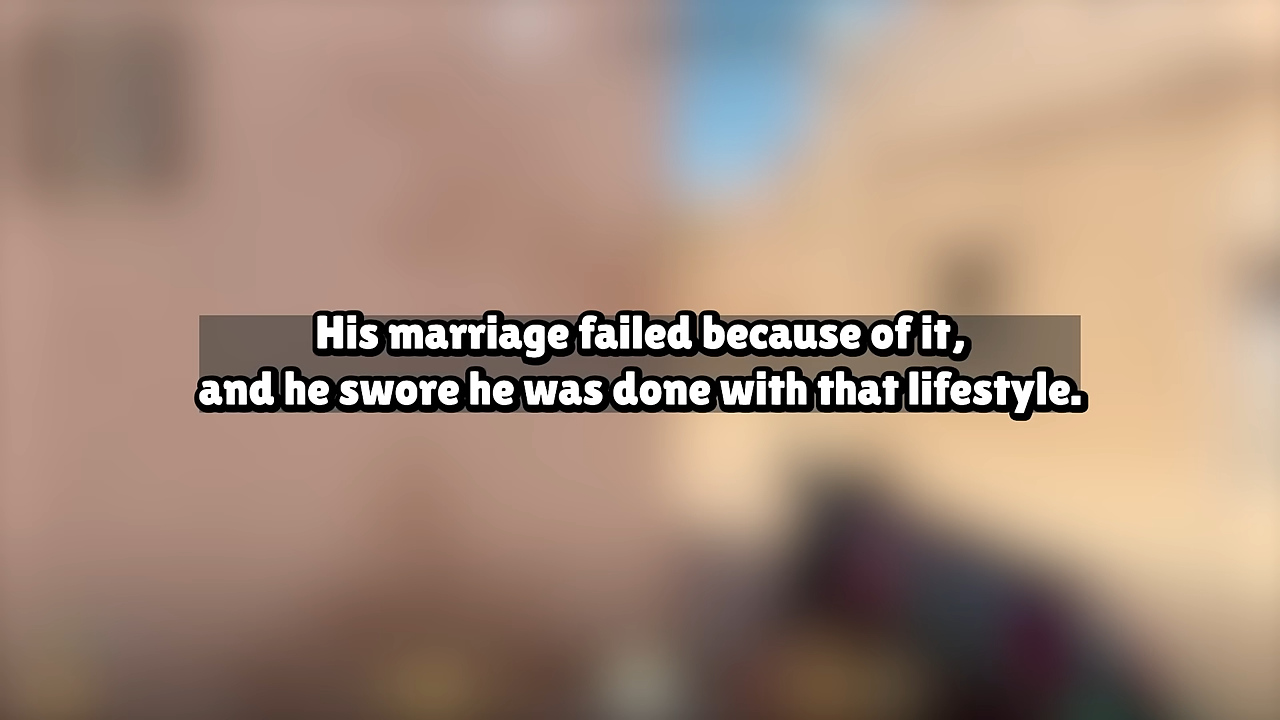 His marriage failed because of it,
and he swore he was done with that lifestyle.